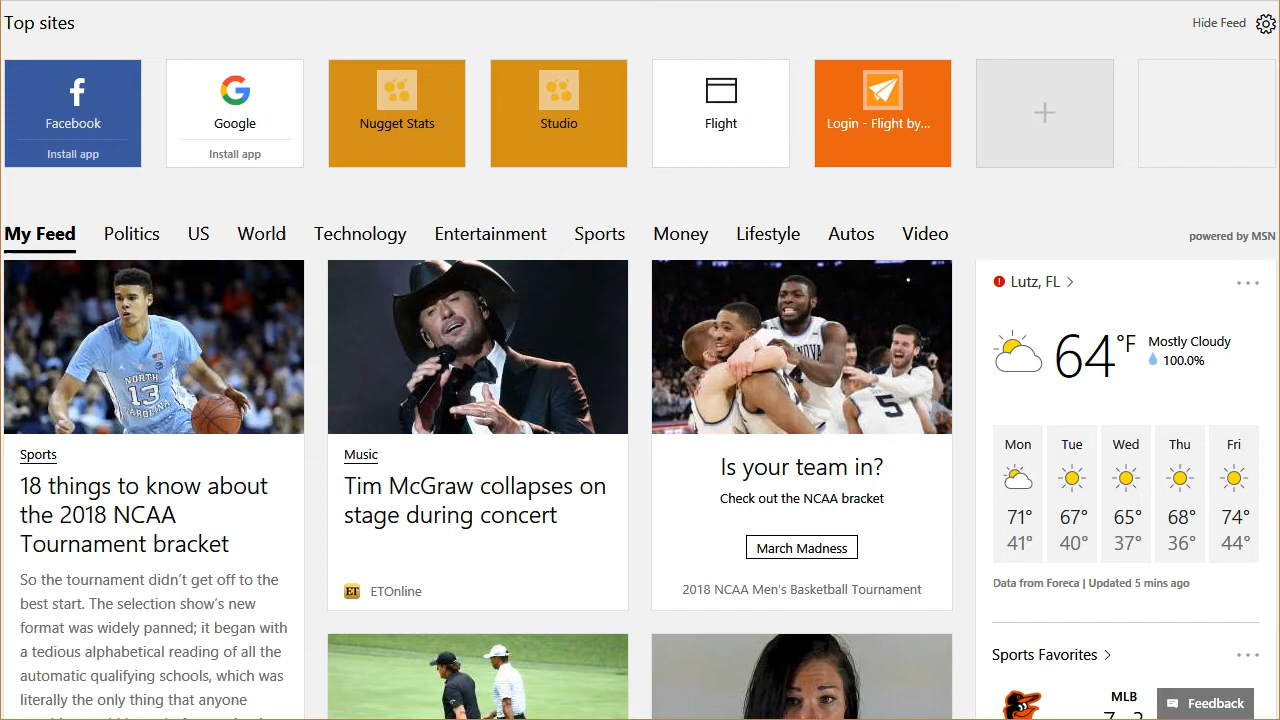 Top sites
Hide Feed
Facebook
Install app
Google
Install app
Nugget Stats
Studio
Flight
Login - Flight by...
My Feed
Politics
US
World
Technology
Entertainment
Sports
Money
Lifestyle
Autos
Video
powered by MSN
NORTH
13
CAROLINA
Sports
18 things to know about
the 2018 NCAA
Tournament bracket
So the tournament didn't get off to the
best start. The selection show's new
format was widely panned; it began with
a tedious alphabetical reading of all the
automatic qualifying schools, which was
literally the only thing that anyone
Music
Tim McGraw collapses on
stage during concert
ET
ETOnline
5
Is your team in?
Check out the NCAA bracket
March Madness
2018 NCAA Men's Basketball Tournament
Lutz, FL
64°F
Mostly Cloudy
100.0%
Mon Tue Wed Thu Fri
71° 67° 65° 68° 74°
41° 40° 37° 36° 44°
Data from Foreca | Updated 5 mins ago
Sports Favorites
MLB
Feedback